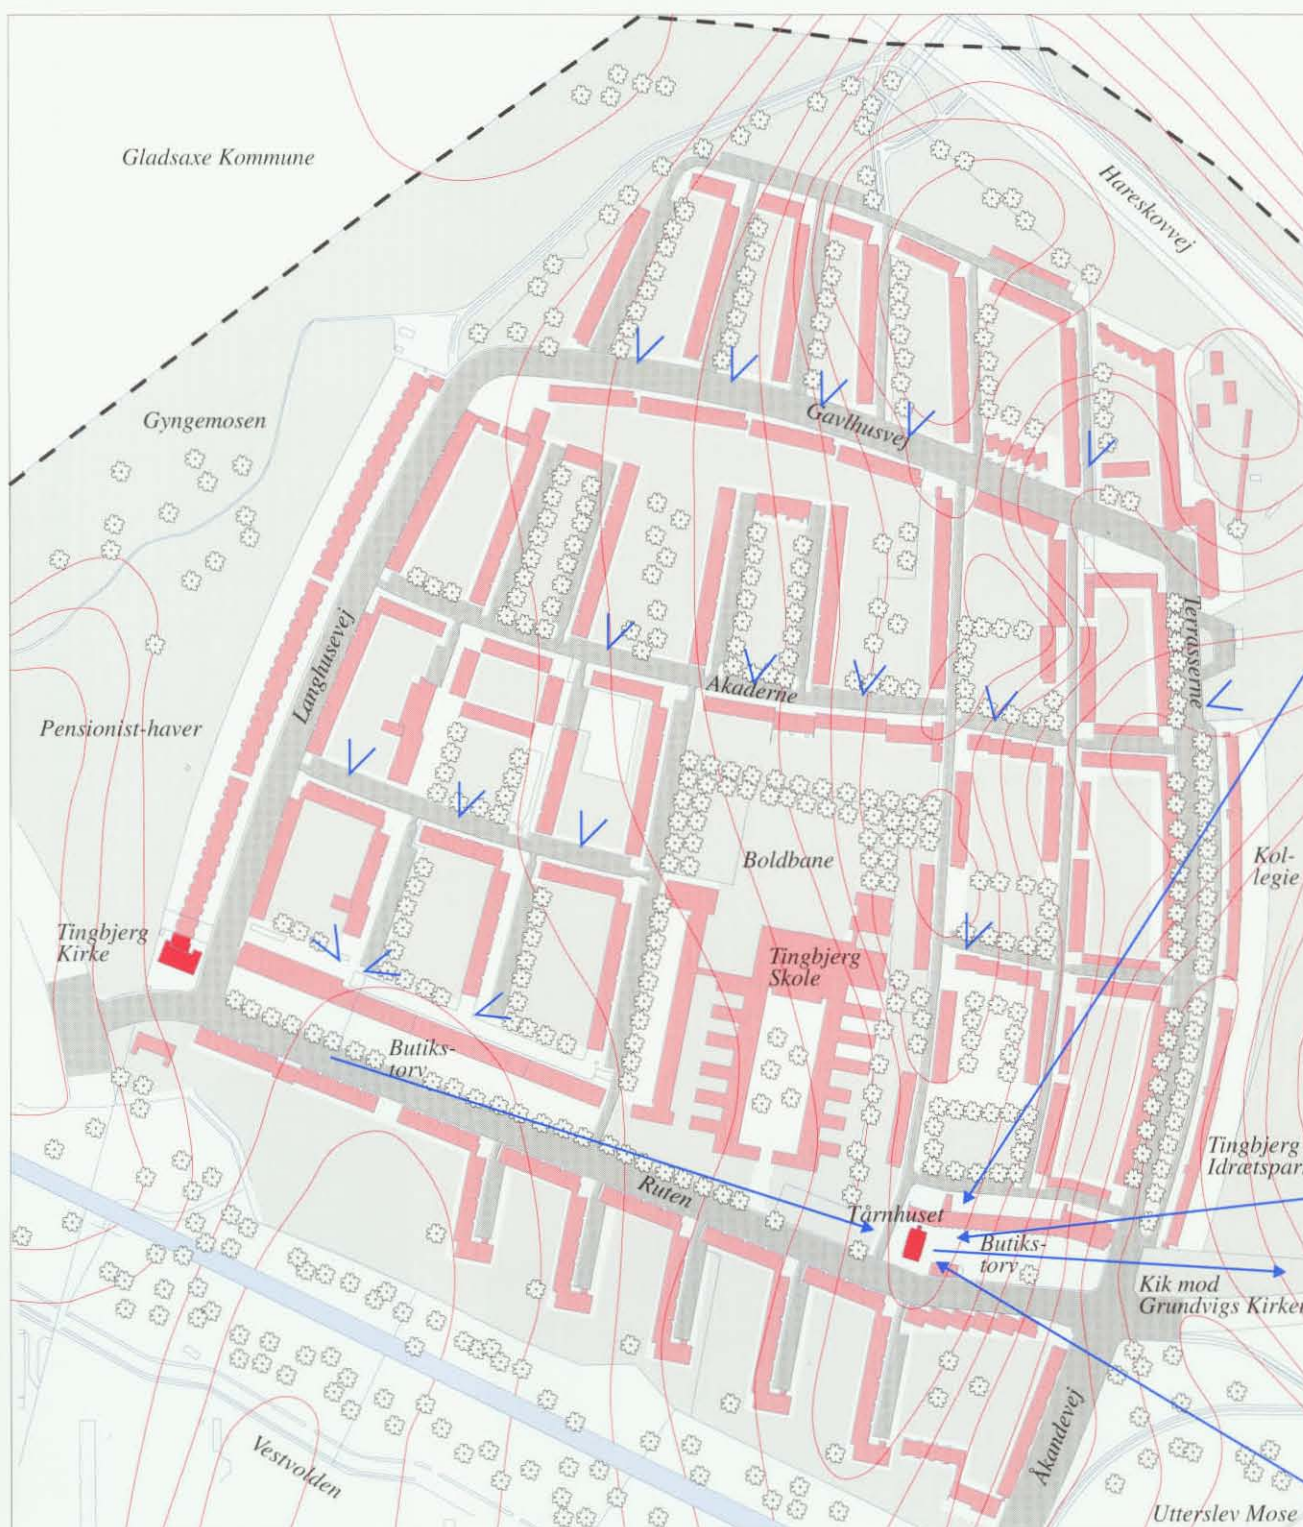 Gladsaxe Kommune
Hareskovvej
Gyngemosen
Gavlhusvej
Langhusevej
Terrasserne
Akaderne
Pensionist-haver
Boldbane
Kol-
legie
Tingbjerg
Kirke
Tingbjerg
Skole
Butiks-
torv
Tingbjerg
Idrætspar
Ruten
Tårnhuset
Butiks-
torv
Kik mod
Grundvigs Kirke
Åkandevej
Vestvolden
Utterslev Mose